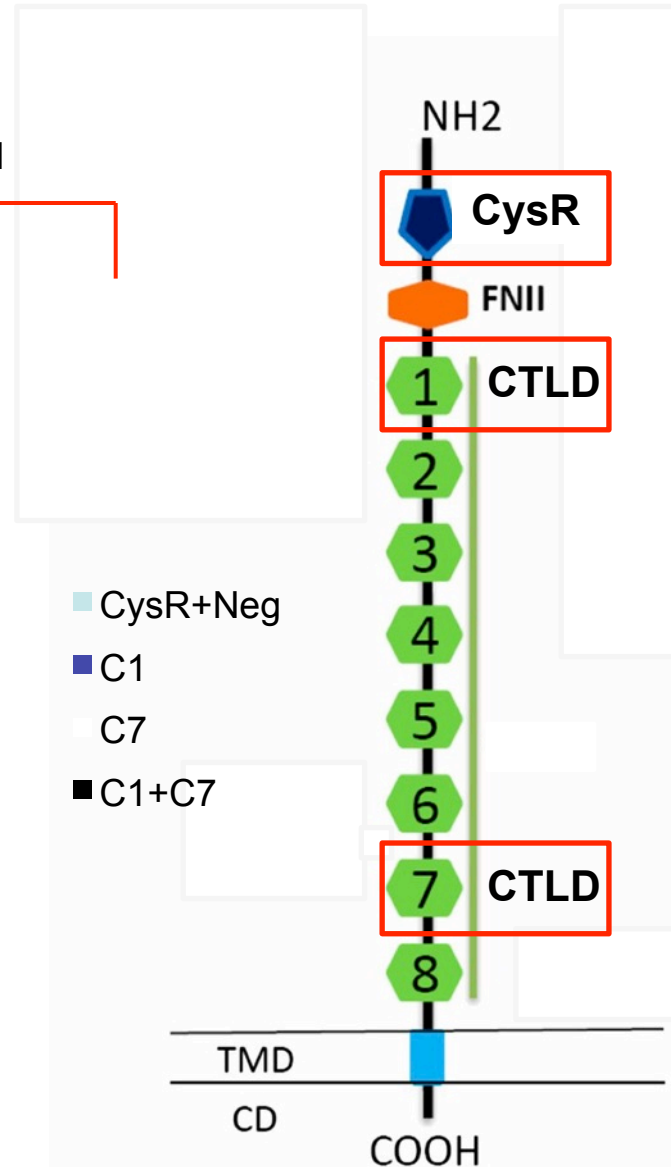 NH2
CysR
FNII
1 CTLD
2
3
4
5
6
7 CTLD
8
CysR+Neg
C1
C7
C1+C7
TMD
CD
COOH